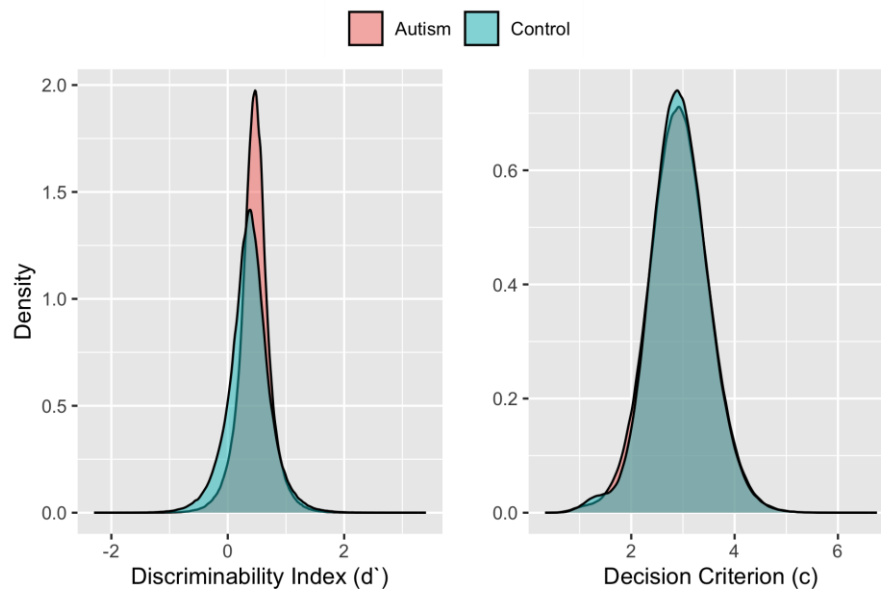 Autism Control
Density
2.0
1.5
1.0
0.5
0.0
-2 0 2
Discriminability Index (d`)
0.6
0.4
0.2
0.0
2 4 6
Decision Criterion (c)